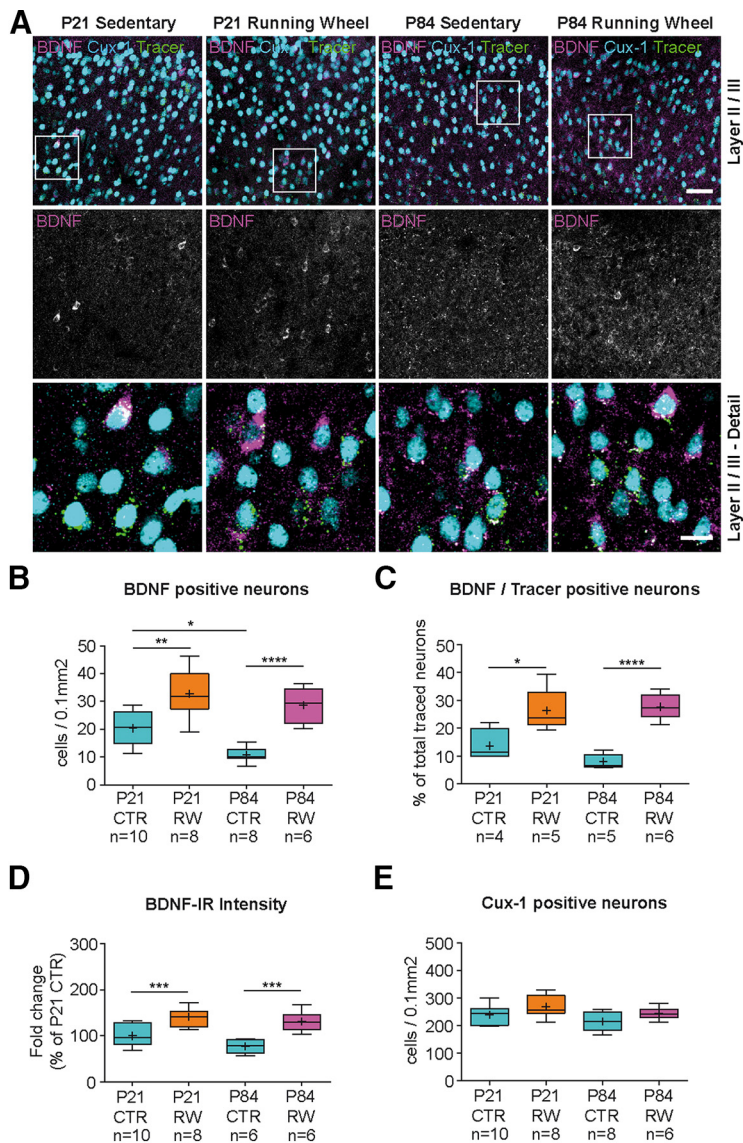 A
P21 Sedentary P21 Running Wheel P84 Sedentary P84 Running Wheel
BDNF Cux-1 Tracer BDNF Cux-1 Tracer BDNF Cux-1 Tracer BDNF Cux-1 Tracer
Layer II / III
BDNF BDNF BDNF BDNF
Layer II / III - Detail
B
BDNF positive neurons
cells / 0.1mm2
50
40
30
20
10
0
*
**
****
P21 P21 P84 P84
CTR RW CTR RW
n=10 n=8 n=8 n=6
C
BDNF / Tracer positive neurons
% of total traced neurons
50
40
30
20
10
0
*
****
P21 P21 P84 P84
CTR RW CTR RW
n=4 n=5 n=5 n=6
D
BDNF-IR Intensity
Fold change
(% of P21 CTR)
300
200
100
0
***
***
P21 P21 P84 P84
CTR RW CTR RW
n=10 n=8 n=6 n=6
E
Cux-1 positive neurons
cells / 0.1mm2
500
400
300
200
100
0
P21 P21 P84 P84
CTR RW CTR RW
n=10 n=8 n=8 n=6